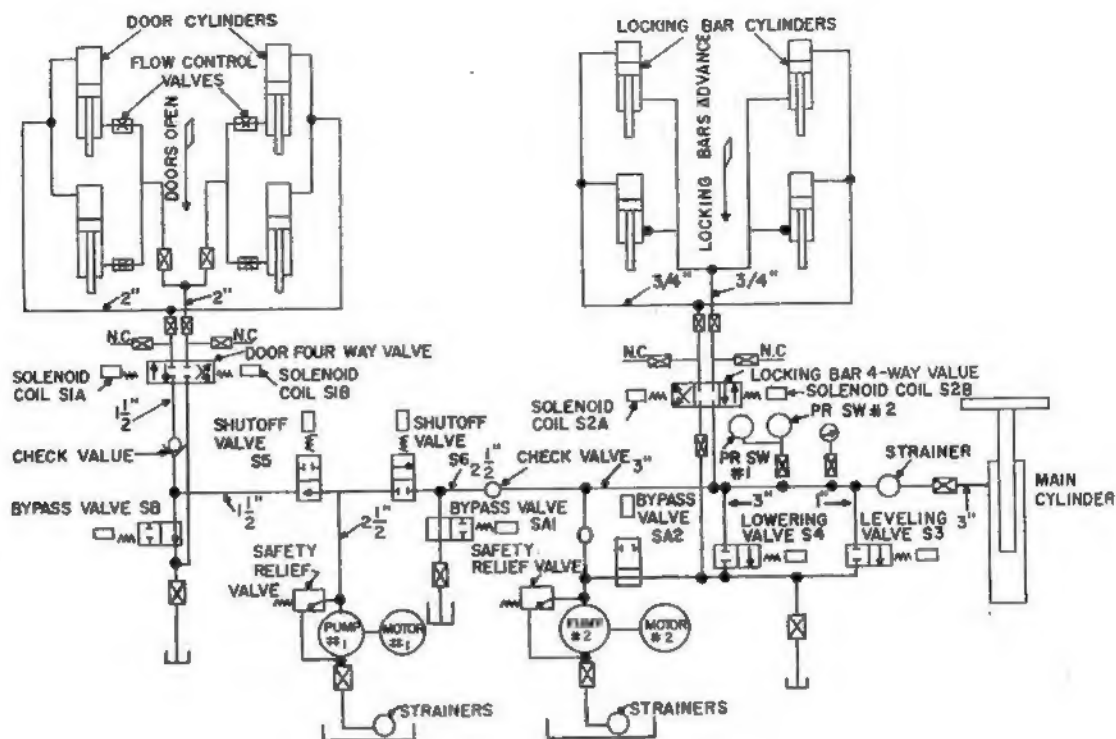 DOOR CYLINDERS
FLOW CONTROL
VALVES
DOORS OPEN
2"
2"
N.C
N.C
DOOR FOUR WAY VALVE
SOLENOID
COIL S1A
SOLENOID
COIL S1B
1 1/2"
CHECK VALUE
BYPASS VALVE S8
1 1/2"
SHUTOFF
VALVE
S5
SHUTOFF
VALVE
S6
2 1/2"
2 1/2"
CHECK VALVE
3"
BYPASS
VALVE SA1
SAFETY
RELIEF
VALVE
PUMP
#1
MOTOR
#1
STRAINERS
LOCKING BAR CYLINDERS
LOCKING BARS ADVANCE
3/4"
3/4"
N.C
N.C
LOCKING BAR 4-WAY VALUE
SOLENOID COIL S2B
SOLENOID
COIL S2A
PR SW #2
PR SW
#1
STRAINER
MAIN
CYLINDER
3"
3"
1"
BYPASS
VALVE
SA2
LOWERING
VALVE S4
LEVELING
VALVE S3
SAFETY
RELIEF VALVE
PUMP
#2
MOTOR
#2
STRAINERS